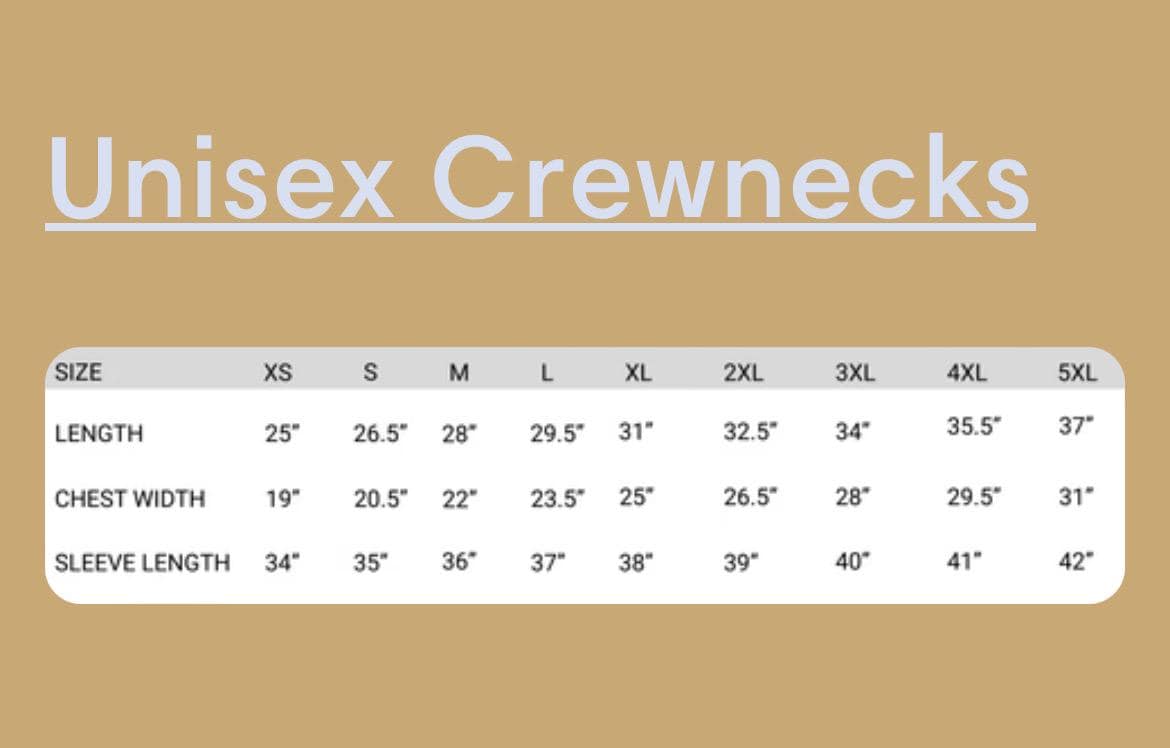 Unisex Crewnecks
SIZE XS S M L XL 2XL 3XL 4XL 5XL
LENGTH 25” 26.5” 28” 29.5” 31” 32.5” 34” 35.5” 37”
CHEST WIDTH 19” 20.5” 22” 23.5” 25” 26.5” 28” 29.5” 31”
SLEEVE LENGTH 34” 35” 36” 37” 38” 39” 40” 41” 42”